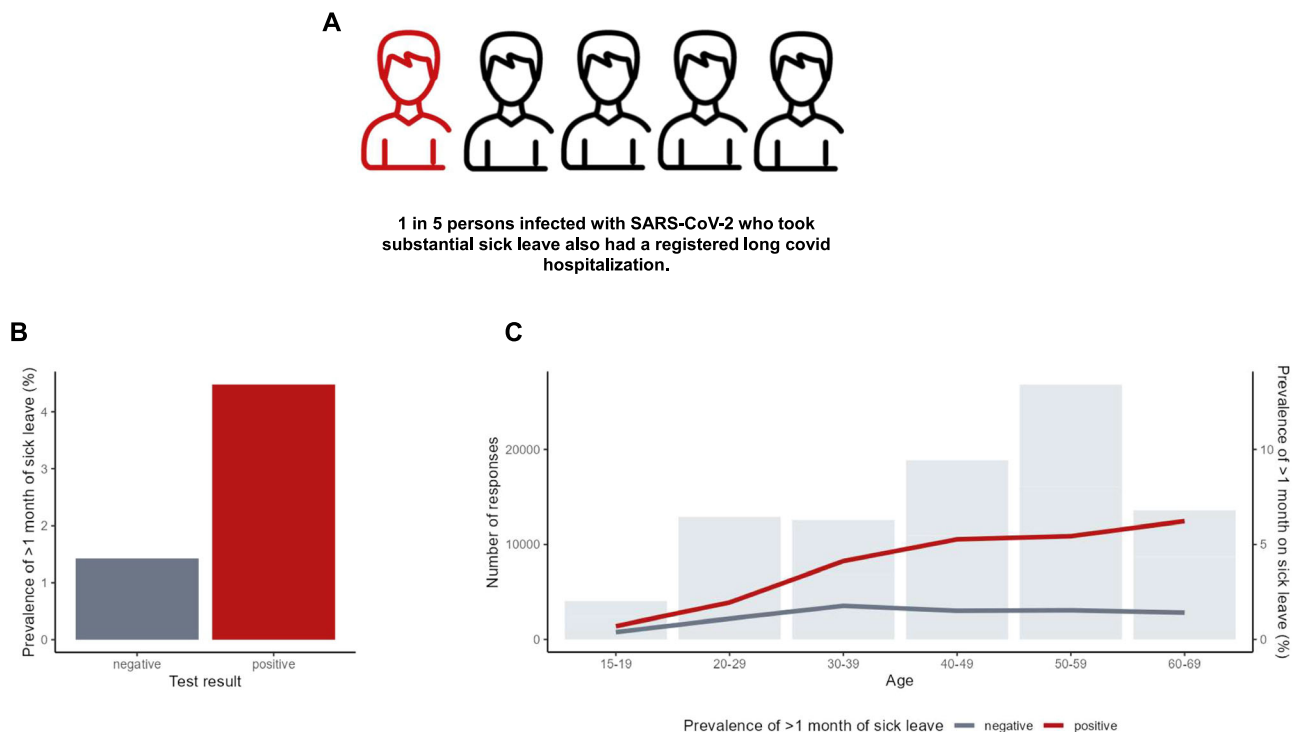 A
1 in 5 persons infected with SARS-CoV-2 who took
substantial sick leave also had a registered long covid
hospitalization.
B
Prevalence of >1 month of sick leave (%)
4
3
2
1
0
negative
positive
Test result
C
Number of responses
20000
10000
0
Prevalence of >1 month on sick leave (%)
10
5
0
15-19
20-29
30-39
40-49
50-59
60-69
Age
Prevalence of >1 month of sick leave
negative
positive